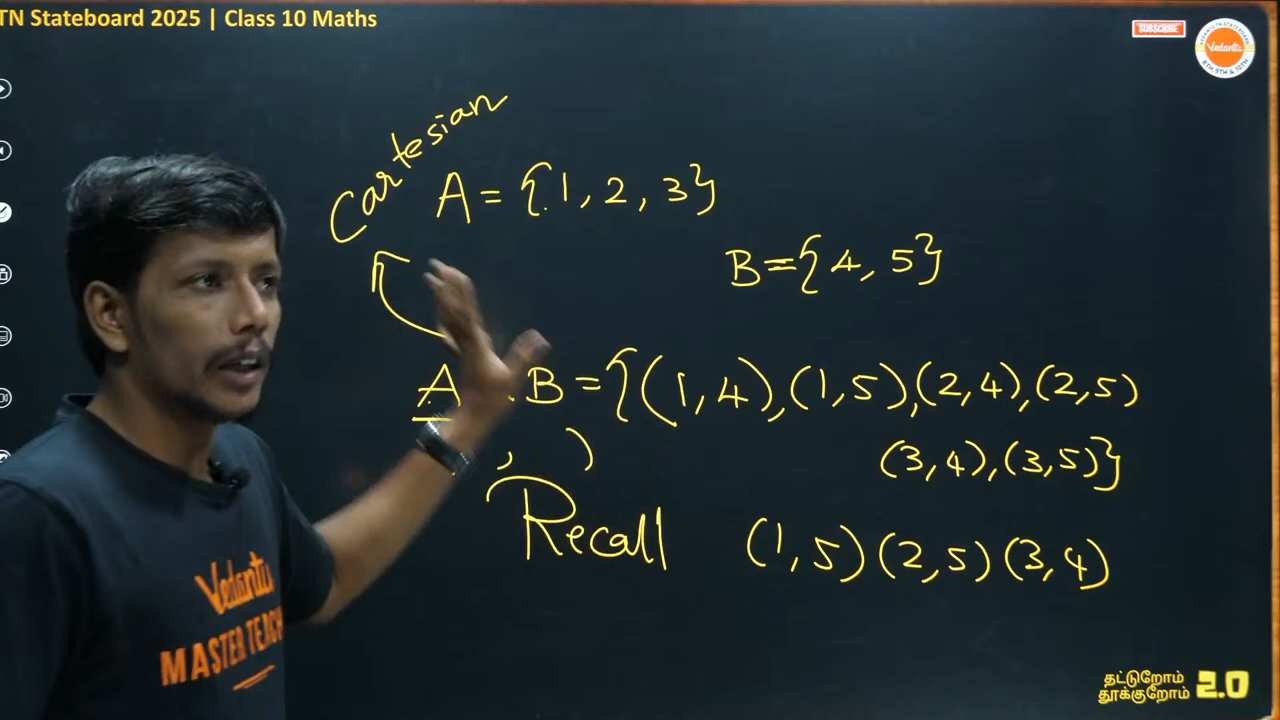 TN Stateboard 2025 | Class 10 Maths
SUBSCRIBE
Vedantu
Cartesian
A = {1, 2, 3}
B = {4, 5}
A B = {(1, 4), (1, 5), (2, 4), (2, 5)
, )
(3, 4), (3, 5)}
Recall (1, 5) (2, 5) (3, 4)
Vedantu
MASTER TEACH
தட்டுறோம்
தூக்குறோம் 2.0